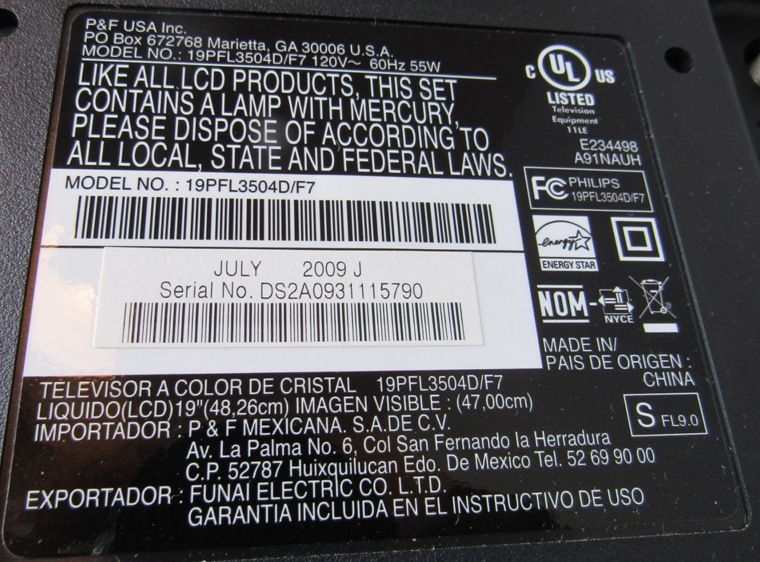 P&F USA Inc.
PO Box 672768 Marietta, GA 30006 U.S.A.
MODEL NO. : 19PFL3504D/F7 120V~ 60Hz 55W
LIKE ALL LCD PRODUCTS, THIS SET
CONTAINS A LAMP WITH MERCURY,
PLEASE DISPOSE OF ACCORDING TO
ALL LOCAL, STATE AND FEDERAL LAWS.
C UL US
LISTED
Television
Equipment
11LE
E234498
A91NAUH
FC PHILIPS
19PFL3504D/F7
MODEL NO. : 19PFL3504D/F7
energy
ENERGY STAR
JULY 2009 J
Serial No. DS2A0931115790
NOM-
NYCE
MADE IN/
PAIS DE ORIGEN :
CHINA
S FL9.0
TELEVISOR A COLOR DE CRISTAL 19PFL3504D/F7
LIQUIDO(LCD)19"(48,26cm) IMAGEN VISIBLE : (47,00cm)
IMPORTADOR : P & F MEXICANA. S.A.DE C.V.
Av. La Palma No. 6, Col San Fernando la Herradura
C.P. 52787 Huixquilucan Edo. De Mexico Tel. 52 69 90 00
EXPORTADOR : FUNAI ELECTRIC CO. L.T.D.
GARANTIA INCLUIDA EN EL INSTRUCTIVO DE USO